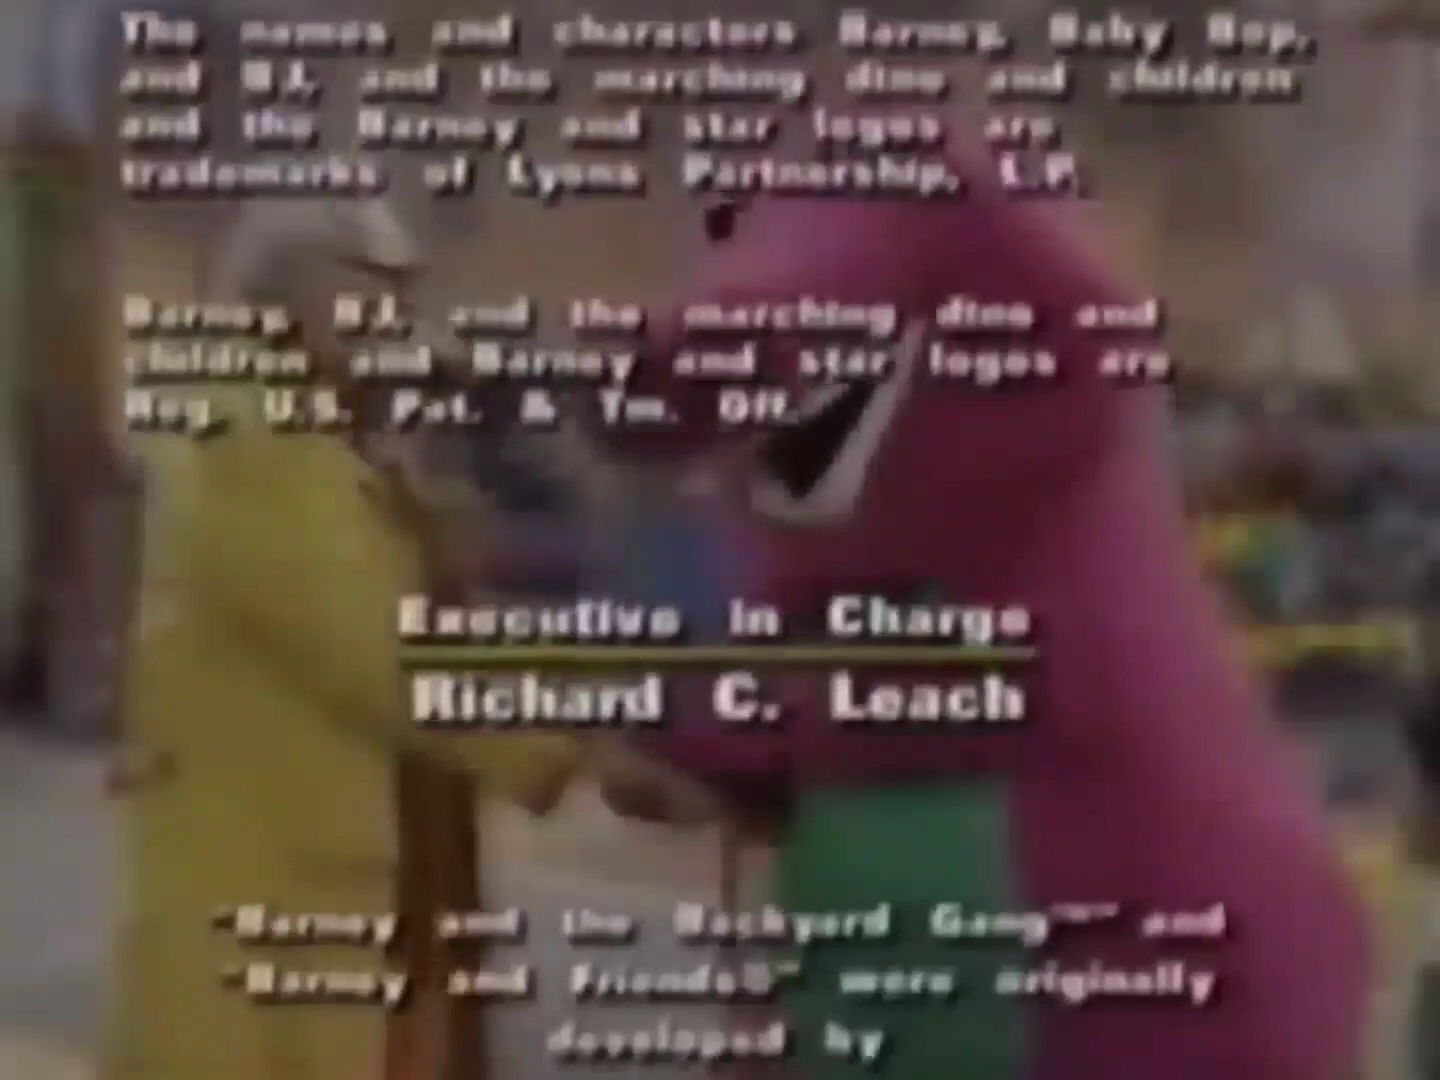 The names and characters Barney, Baby Bop,
and B.J. and the marching dino and children
and the Barney and star logos are
trademarks of Lyons Partnership, L.P.
Barney, B.J. and the marching dino and
children and Barney and star logos are
Reg. U.S. Pat. & Tm. Off.
Executive in Charge
Richard C. Leach
"Barney and the Backyard Gang™" and
"Barney and Friends®" were originally
developed by